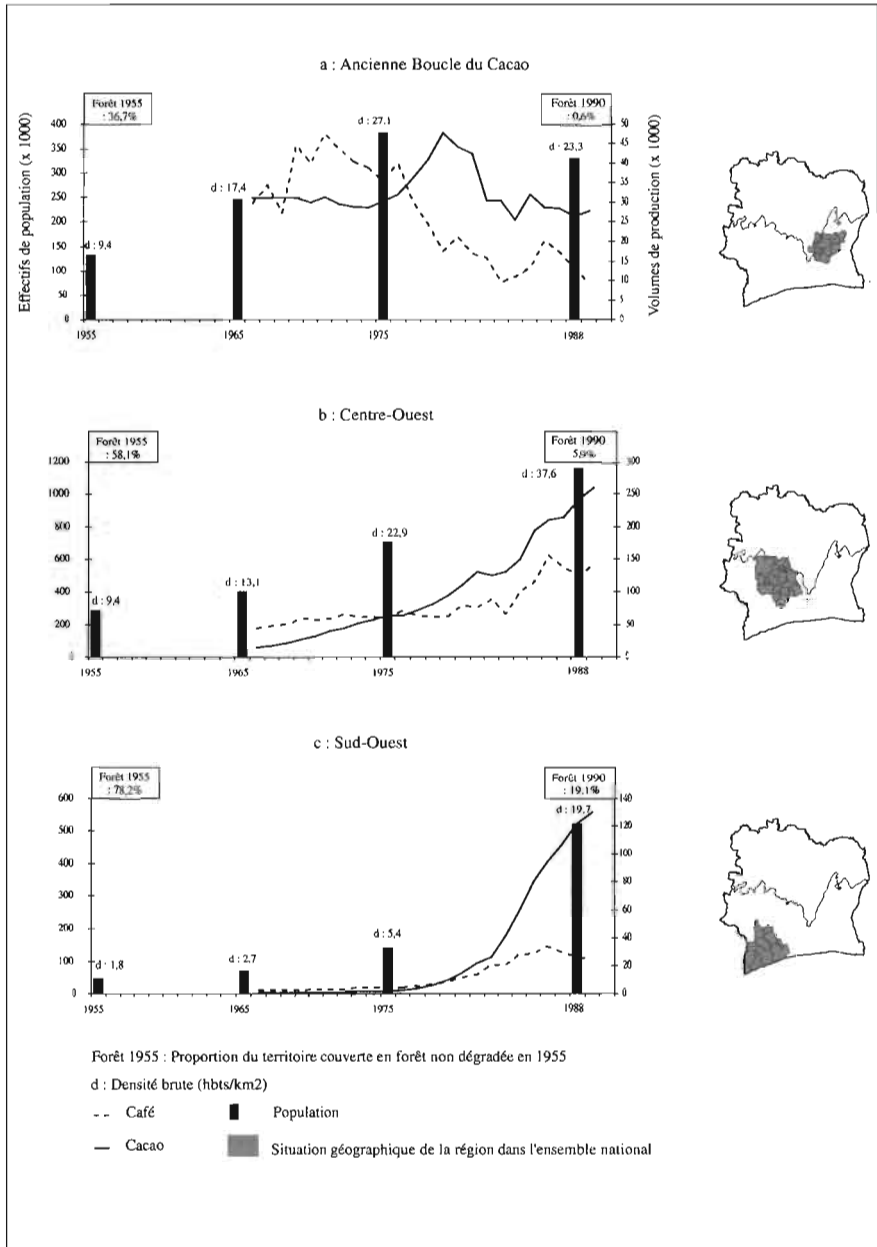 a : Ancienne Boucle du Cacao
Effectifs de population (x 1000)
Volumes de production (x 1000)
Forêt 1955
: 36,7%
Forêt 1990
: 0,6%
400
350
300
250
200
150
100
50
0
50
45
40
35
30
25
20
15
10
5
0
d : 9,4
d : 17,4
d : 27,1
d : 23,3
1955
1965
1975
1988
b : Centre-Ouest
Forêt 1955
: 58,1%
Forêt 1990
5,9%
1200
1000
800
600
400
200
0
300
250
200
150
100
50
0
d : 9,4
d : 13,1
d : 22,9
d : 37,6
1955
1965
1975
1988
c : Sud-Ouest
Forêt 1955
: 78,2%
Forêt 1990
: 19,1%
600
500
400
300
200
100
0
140
120
100
80
60
40
20
0
d : 1,8
d : 2,7
d : 5,4
d : 19,7
1955
1965
1975
1988
Forêt 1955 : Proportion du territoire couverte en forêt non dégradée en 1955
d : Densité brute (hbts/km2)
Café
Population
Cacao
Situation géographique de la région dans l'ensemble national